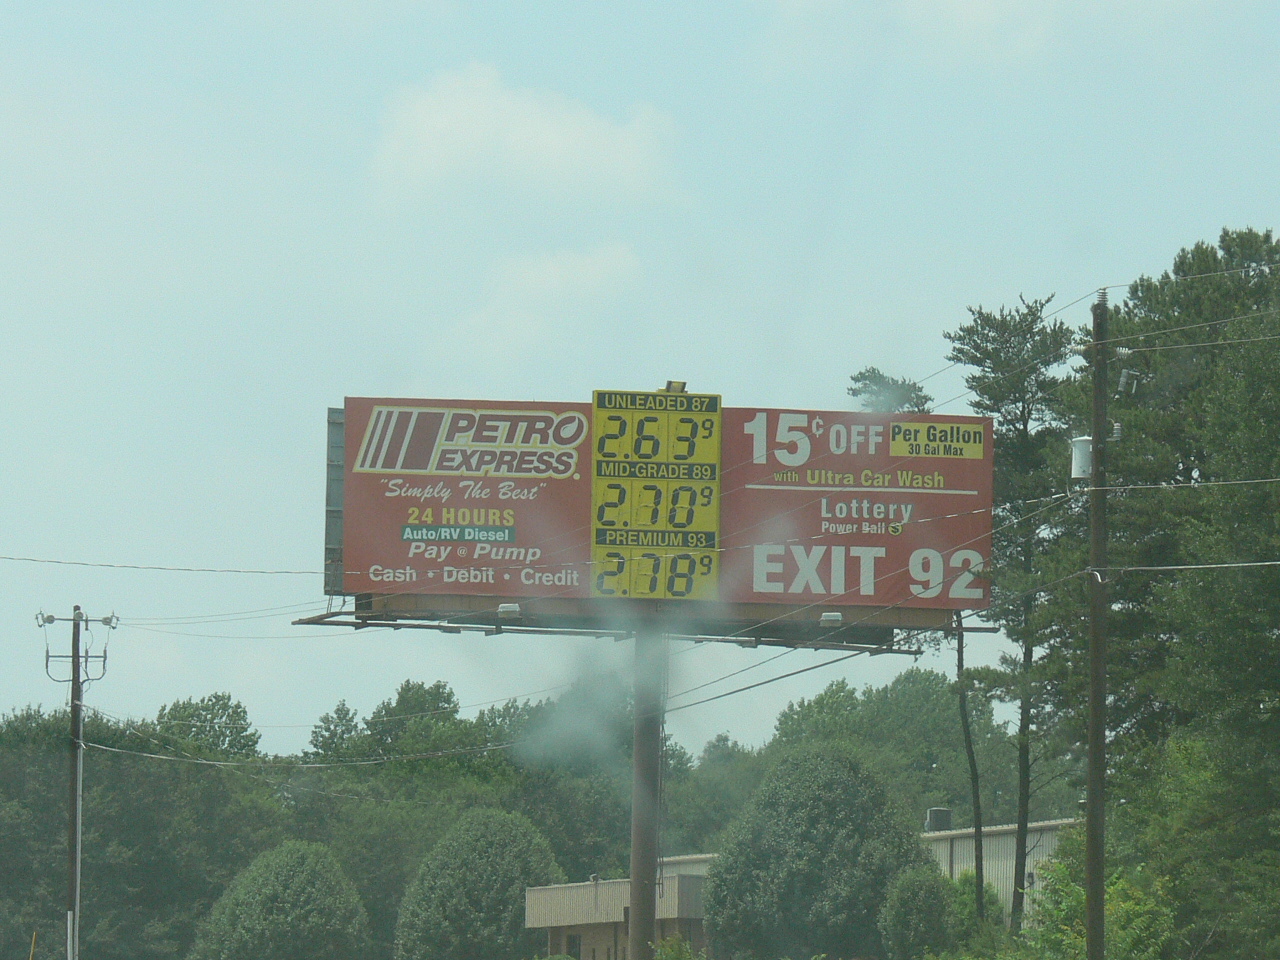 PETRO
EXPRESS.
"Simply The Best"
24 HOURS
Auto/RV Diesel
Pay @ Pump
Cash • Debit • Credit
UNLEADED 87
2.63 9
MID-GRADE 89
2.70 9
PREMIUM 93
2.78 9
15¢ OFF Per Gallon
30 Gal Max
with Ultra Car Wash
Lottery
Power Ball $
EXIT 92